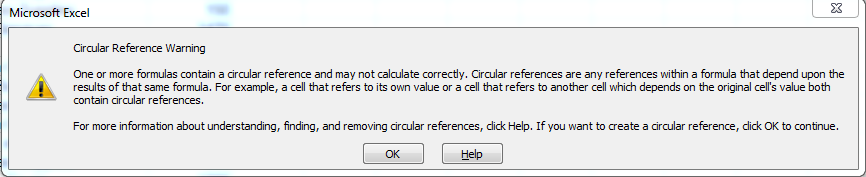 Microsoft Excel
Circular Reference Warning
One or more formulas contain a circular reference and may not calculate correctly. Circular references are any references within a formula that depend upon the
results of that same formula. For example, a cell that refers to its own value or a cell that refers to another cell which depends on the original cell's value both
contain circular references.
For more information about understanding, finding, and removing circular references, click Help. If you want to create a circular reference, click OK to continue.
OK Help